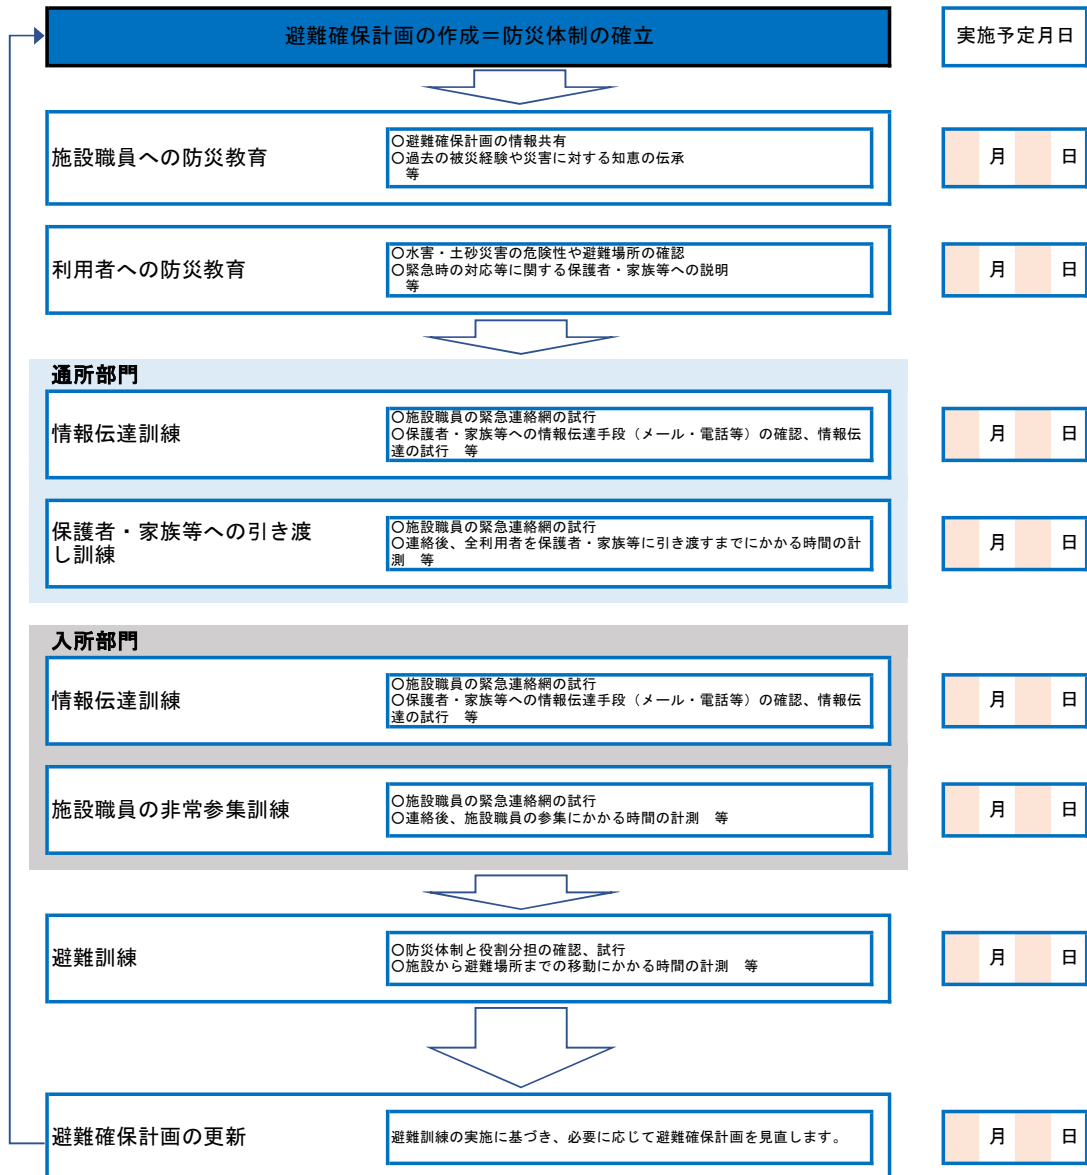 避難確保計画の作成＝防災体制の確立
実施予定月日
施設職員への防災教育
〇避難確保計画の情報共有
〇過去の被災経験や災害に対する知恵の伝承
等
月 日
利用者への防災教育
〇水害・土砂災害の危険性や避難場所の確認
〇緊急時の対応等に関する保護者・家族等への説明
等
月 日
通所部門
情報伝達訓練
〇施設職員の緊急連絡網の試行
〇保護者・家族等への情報伝達手段（メール・電話等）の確認、情報伝
達の試行　等
月 日
保護者・家族等への引き渡
し訓練
〇施設職員の緊急連絡網の試行
〇連絡後、全利用者を保護者・家族等に引き渡すまでにかかる時間の計
測　等
月 日
入所部門
情報伝達訓練
〇施設職員の緊急連絡網の試行
〇保護者・家族等への情報伝達手段（メール・電話等）の確認、情報伝
達の試行　等
月 日
施設職員の非常参集訓練
〇施設職員の緊急連絡網の試行
〇連絡後、施設職員の参集にかかる時間の計測　等
月 日
避難訓練
〇防災体制と役割分担の確認、試行
〇施設から避難場所までの移動にかかる時間の計測　等
月 日
避難確保計画の更新
避難訓練の実施に基づき、必要に応じて避難確保計画を見直します。
月 日